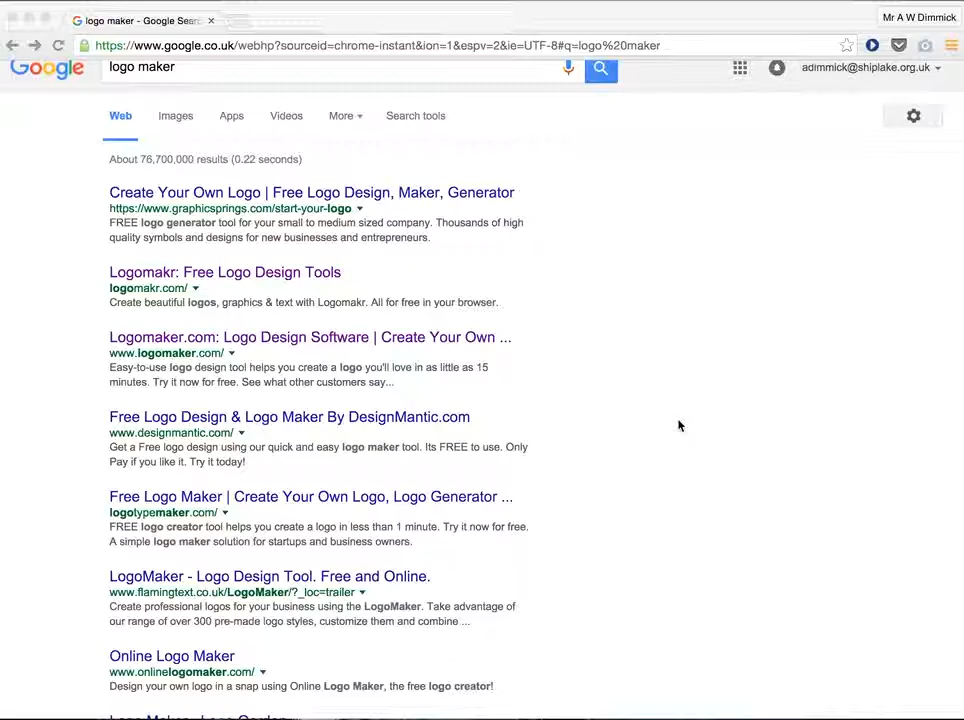 logo maker - Google Sear
Mr A W Dimmick
https://www.google.co.uk/webhp?sourceid=chrome-instant&ion=1&espv=2&ie=UTF-8#q=logo%20maker
Google
logo maker
adimmick@shiplake.org.uk
Web Images Apps Videos More Search tools
About 76,700,000 results (0.22 seconds)
Create Your Own Logo | Free Logo Design, Maker, Generator
https://www.graphicsprings.com/start-your-logo
FREE logo generator tool for your small to medium sized company. Thousands of high
quality symbols and designs for new businesses and entrepreneurs.
Logomakr: Free Logo Design Tools
logomakr.com/
Create beautiful logos, graphics & text with Logomakr. All for free in your browser.
Logomaker.com: Logo Design Software | Create Your Own ...
www.logomaker.com/
Easy-to-use logo design tool helps you create a logo you'll love in as little as 15
minutes. Try it now for free. See what other customers say...
Free Logo Design & Logo Maker By DesignMantic.com
www.designmantic.com/
Get a Free logo design using our quick and easy logo maker tool. Its FREE to use. Only
Pay if you like it. Try it today!
Free Logo Maker | Create Your Own Logo, Logo Generator ...
logotypemaker.com/
FREE logo creator tool helps you create a logo in less than 1 minute. Try it now for free.
A simple logo maker solution for startups and business owners.
LogoMaker - Logo Design Tool. Free and Online.
www.flamingtext.co.uk/LogoMaker/?_loc=trailer
Create professional logos for your business using the LogoMaker. Take advantage of
our range of over 300 pre-made logo styles, customize them and combine ...
Online Logo Maker
www.onlinelogomaker.com/
Design your own logo in a snap using Online Logo Maker, the free logo creator!